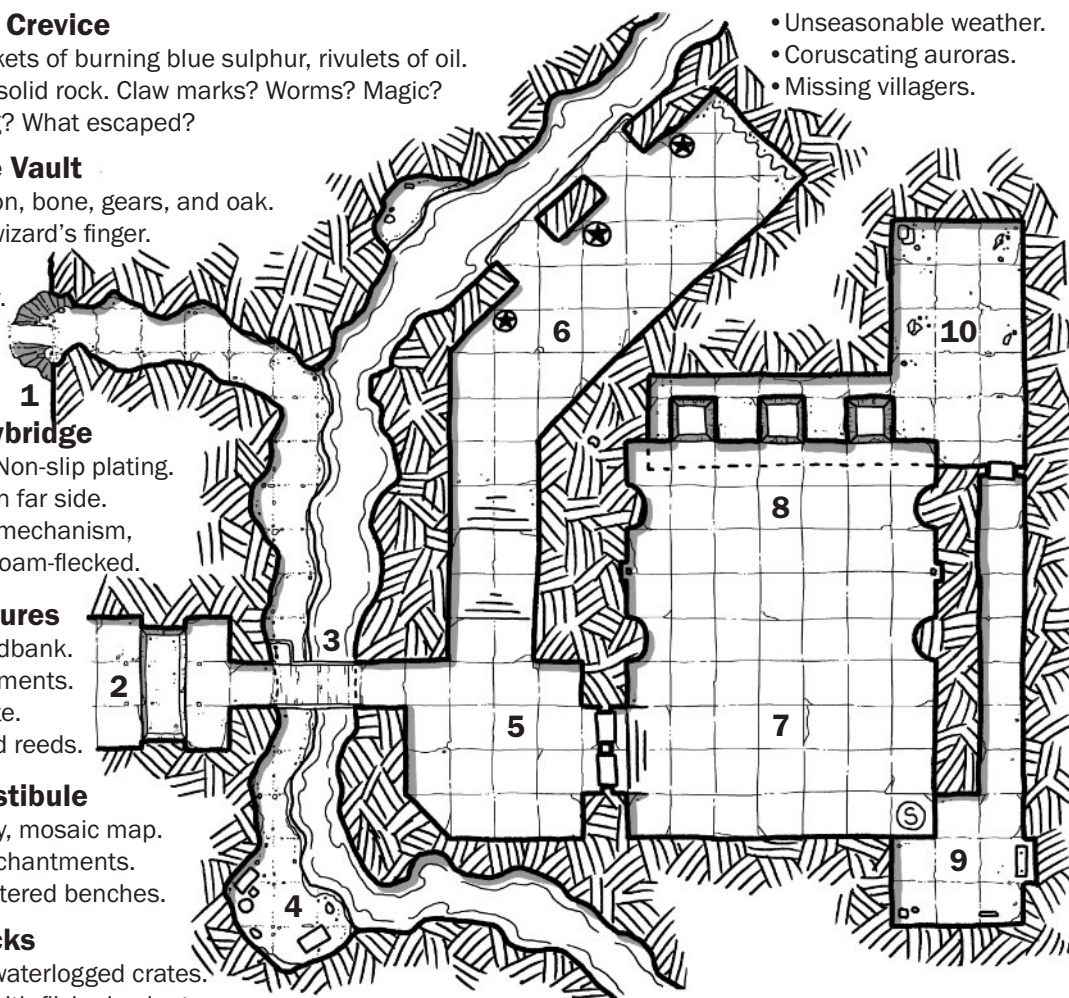 Crevice
kets of burning blue sulphur, rivulets of oil.
solid rock. Claw marks? Worms? Magic?
g? What escaped?
Vault
on, bone, gears, and oak.
wizard's finger.
1
ybridge
Non-slip plating.
n far side.
mechanism,
oam-flecked.
ures
dbank.
ments.
te.
d reeds.
stibule
y, mosaic map.
chantments.
tered benches.
cks
waterlogged crates.
• Unseasonable weather.
• Coruscating auroras.
• Missing villagers.
6
10
8
3
2
5
7
S
9
4